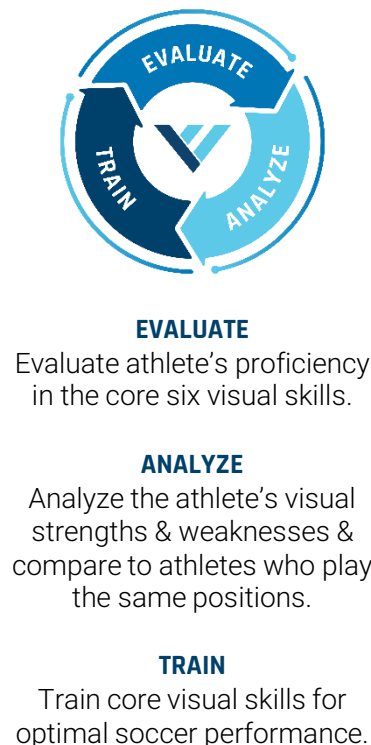 EVALUATE
ANALYZE
TRAIN
EVALUATE
Evaluate athlete’s proficiency
in the core six visual skills.
ANALYZE
Analyze the athlete’s visual
strengths & weaknesses &
compare to athletes who play
the same positions.
TRAIN
Train core visual skills for
optimal soccer performance.